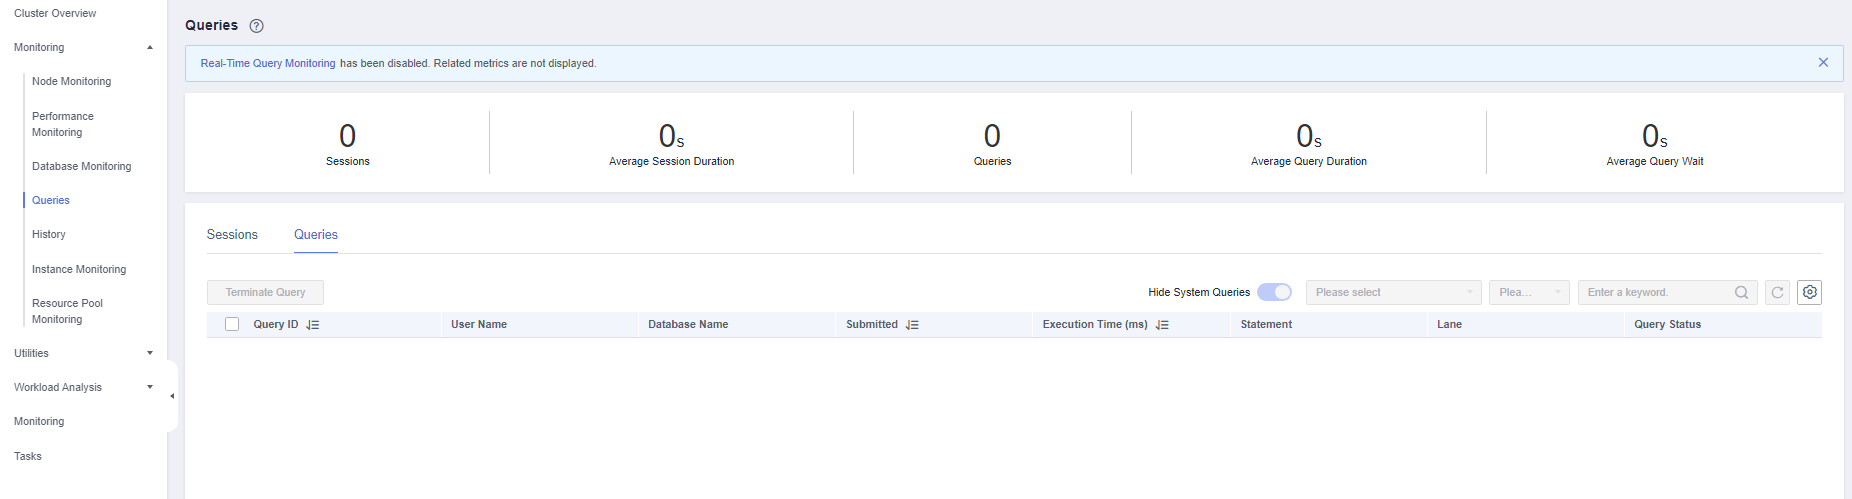 Cluster Overview
Monitoring
Node Monitoring
Performance
Monitoring
Database Monitoring
Queries
History
Instance Monitoring
Resource Pool
Monitoring
Utilities
Workload Analysis
Monitoring
Tasks
Queries ?
Real-Time Query Monitoring has been disabled. Related metrics are not displayed.
0
Sessions
0s
Average Session Duration
0
Queries
0s
Average Query Duration
0s
Average Query Wait
Sessions Queries
Terminate Query Hide System Queries Please select Plea... Enter a keyword.
Query ID User Name Database Name Submitted Execution Time (ms) Statement Lane Query Status